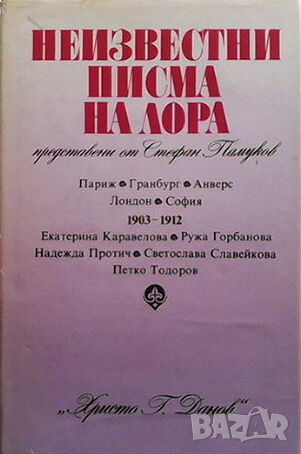 НЕИЗВЕСТНИ
ПИСМА
НА ЛОРА
представени от Стефан Памуков
Париж • Гранбург • Анверс
Лондон • София
1903–1912
Екатерина Каравелова • Ружа Горбанова
Надежда Протич • Светослава Славейкова
Петко Тодоров
„Христо Г. Данов“
BAZAR